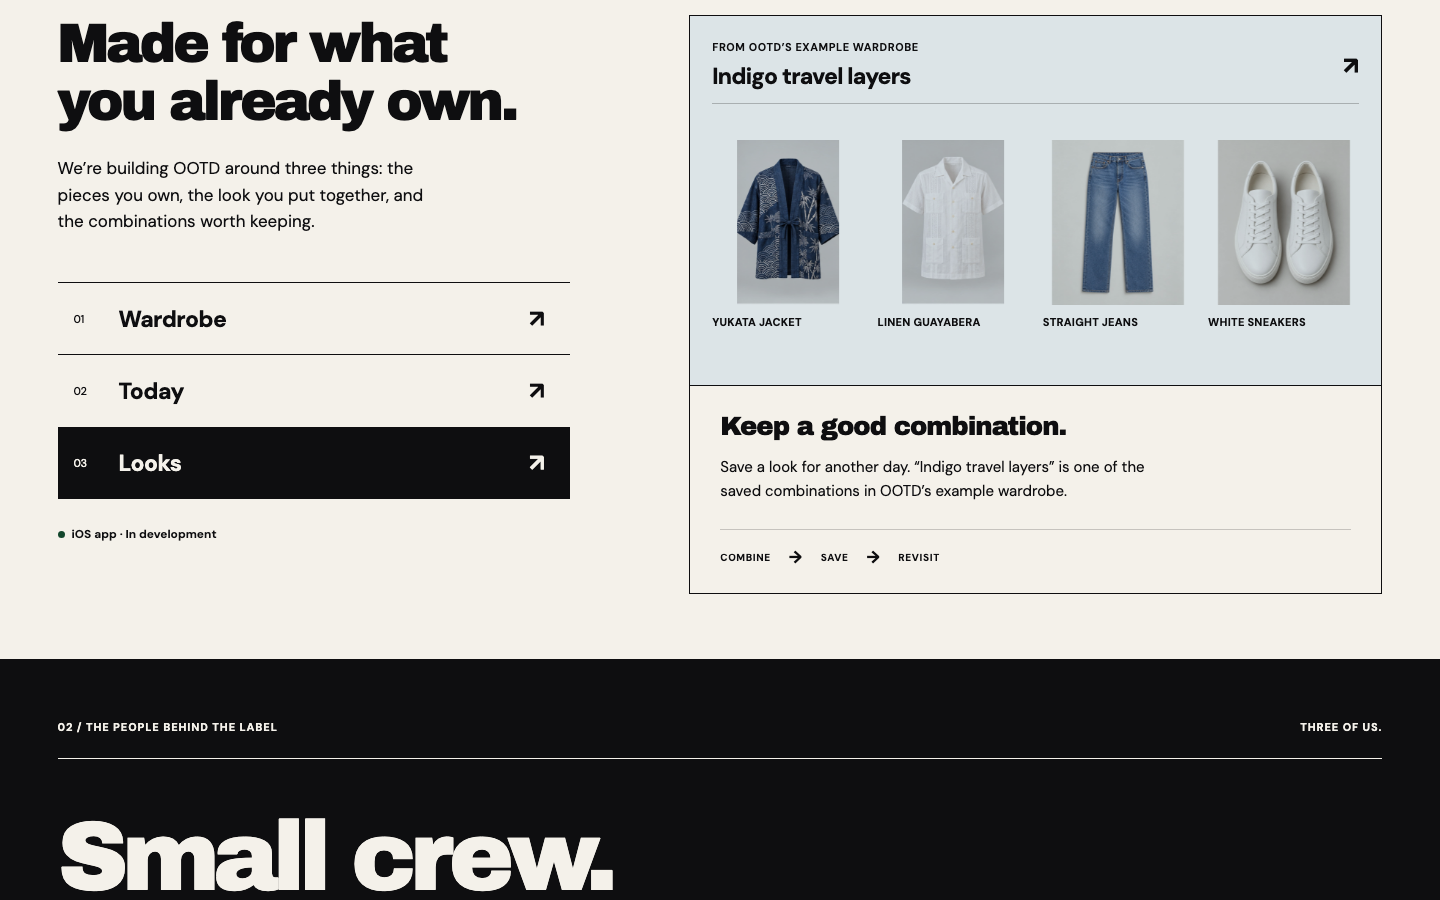 Made for what
you already own.
We’re building OOTD around three things: the
pieces you own, the look you put together, and
the combinations worth keeping.
01 Wardrobe
02 Today
03 Looks
iOS app · In development
FROM OOTD’S EXAMPLE WARDROBE
Indigo travel layers
YUKATA JACKET LINEN GUAYABERA STRAIGHT JEANS WHITE SNEAKERS
Keep a good combination.
Save a look for another day. “Indigo travel layers” is one of the
saved combinations in OOTD’s example wardrobe.
COMBINE → SAVE → REVISIT
02 / THE PEOPLE BEHIND THE LABEL
THREE OF US.
Small crew.